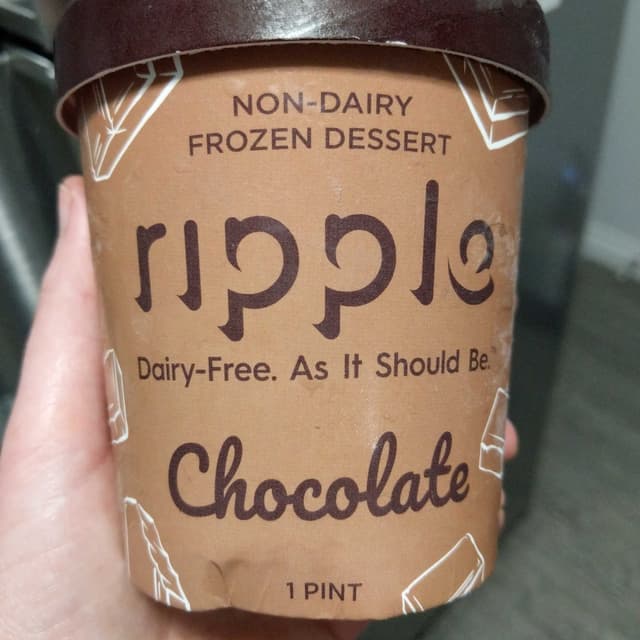 NON-DAIRY
FROZEN DESSERT
ripple
Dairy-Free. As It Should Be.
Chocolate
1 PINT